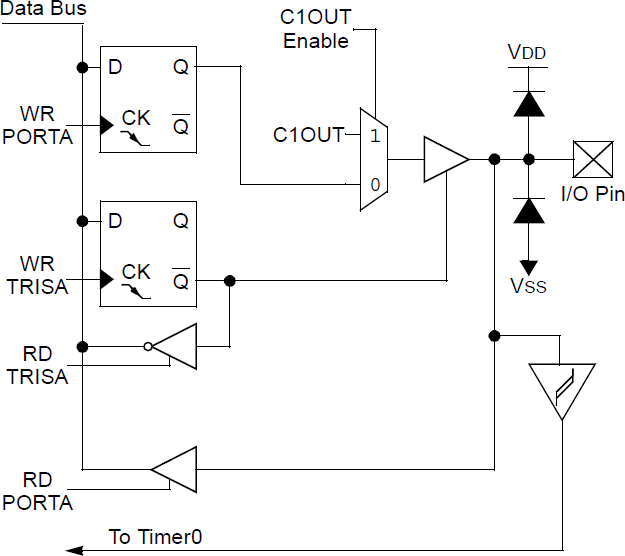 Data Bus
C1OUT
Enable
VDD
D Q
WR
PORTA
CK
Q
C1OUT
1
0
I/O Pin
D Q
WR
TRISA
CK
Q
VSS
RD
TRISA
RD
PORTA
To Timer0